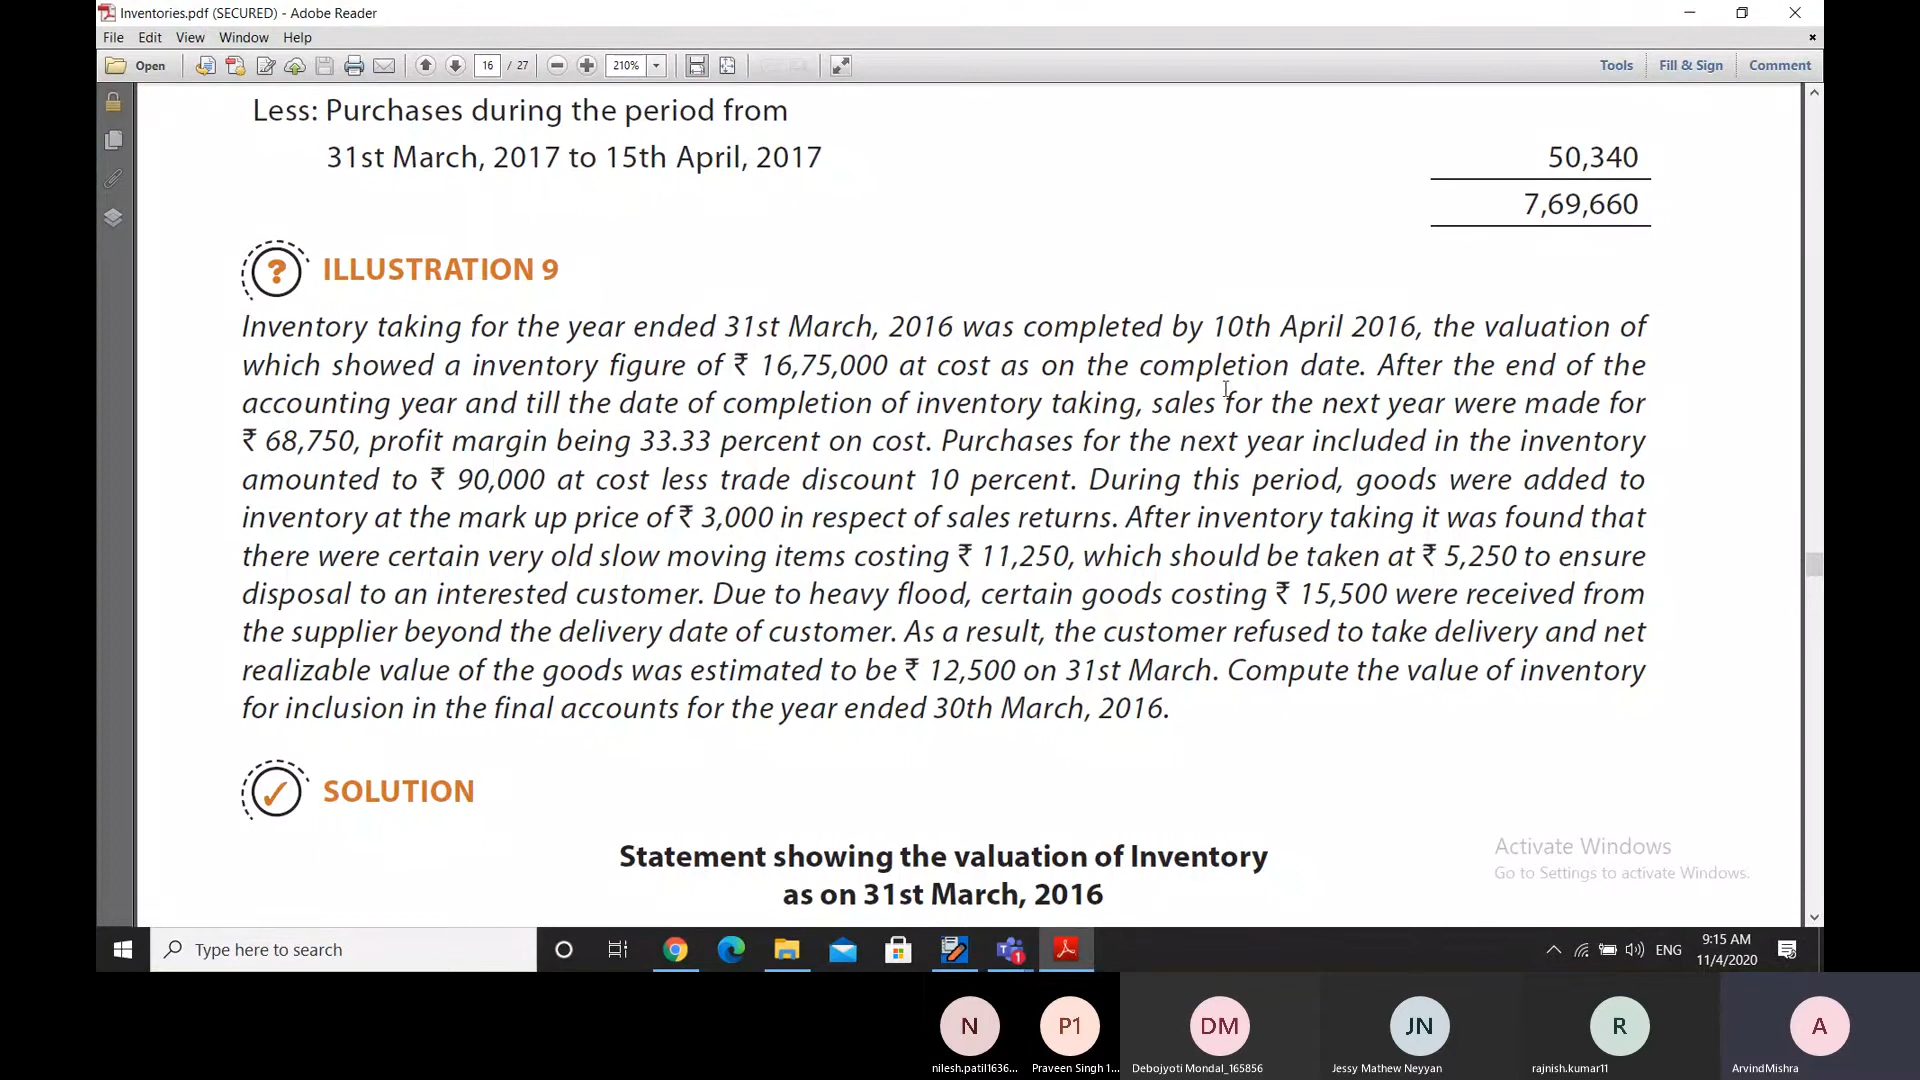 Inventories.pdf (SECURED) - Adobe Reader
File Edit View Window Help
Open 16 / 27 210% Tools Fill & Sign Comment
Less: Purchases during the period from
31st March, 2017 to 15th April, 2017 50,340
7,69,660
ILLUSTRATION 9
Inventory taking for the year ended 31st March, 2016 was completed by 10th April 2016, the valuation of
which showed a inventory figure of ₹ 16,75,000 at cost as on the completion date. After the end of the
accounting year and till the date of completion of inventory taking, sales for the next year were made for
₹ 68,750, profit margin being 33.33 percent on cost. Purchases for the next year included in the inventory
amounted to ₹ 90,000 at cost less trade discount 10 percent. During this period, goods were added to
inventory at the mark up price of ₹ 3,000 in respect of sales returns. After inventory taking it was found that
there were certain very old slow moving items costing ₹ 11,250, which should be taken at ₹ 5,250 to ensure
disposal to an interested customer. Due to heavy flood, certain goods costing ₹ 15,500 were received from
the supplier beyond the delivery date of customer. As a result, the customer refused to take delivery and net
realizable value of the goods was estimated to be ₹ 12,500 on 31st March. Compute the value of inventory
for inclusion in the final accounts for the year ended 30th March, 2016.
SOLUTION
Statement showing the valuation of Inventory
as on 31st March, 2016
Activate Windows
Go to Settings to activate Windows.
Type here to search
ENG
9:15 AM
11/4/2020
N P1 DM JN R A
nilesh.patil1636... Praveen Singh 1... Debojyoti Mondal_165856 Jessy Mathew Neyyan rajnish.kumar11 ArvindMishra